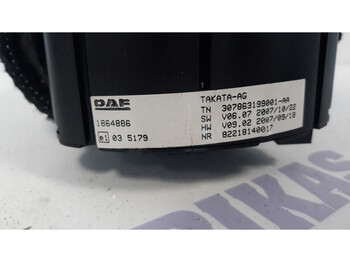 DAF
1864886
e1 03 5179
TAKATA-AG
TN 307863199001-AA
SW V06.07 2007/10/22
HW V09.02 2007/09/18
NR 82218140017